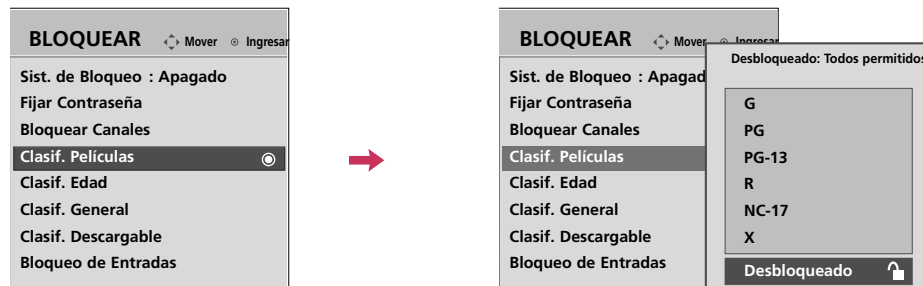 BLOQUEAR Mover Ingresar
Sist. de Bloqueo : Apagado
Fijar Contraseña
Bloquear Canales
Clasif. Películas
Clasif. Edad
Clasif. General
Clasif. Descargable
Bloqueo de Entradas
BLOQUEAR Mover
Sist. de Bloqueo : Apagad
Fijar Contraseña
Bloquear Canales
Clasif. Películas
Clasif. Edad
Clasif. General
Clasif. Descargable
Bloqueo de Entradas
Desbloqueado: Todos permitidos
G
PG
PG-13
R
NC-17
X
Desbloqueado